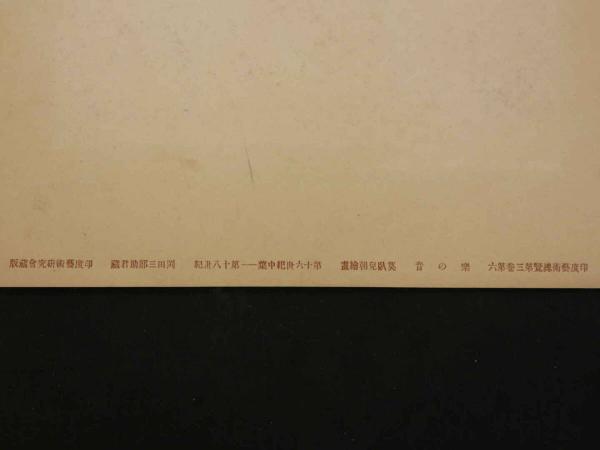 印度藝術總覽第三卷第六　樂の音　莫臥兒朝繪畫　第十六世紀中葉——第十八世紀　岡田三郎助君藏　印度藝術研究會藏版